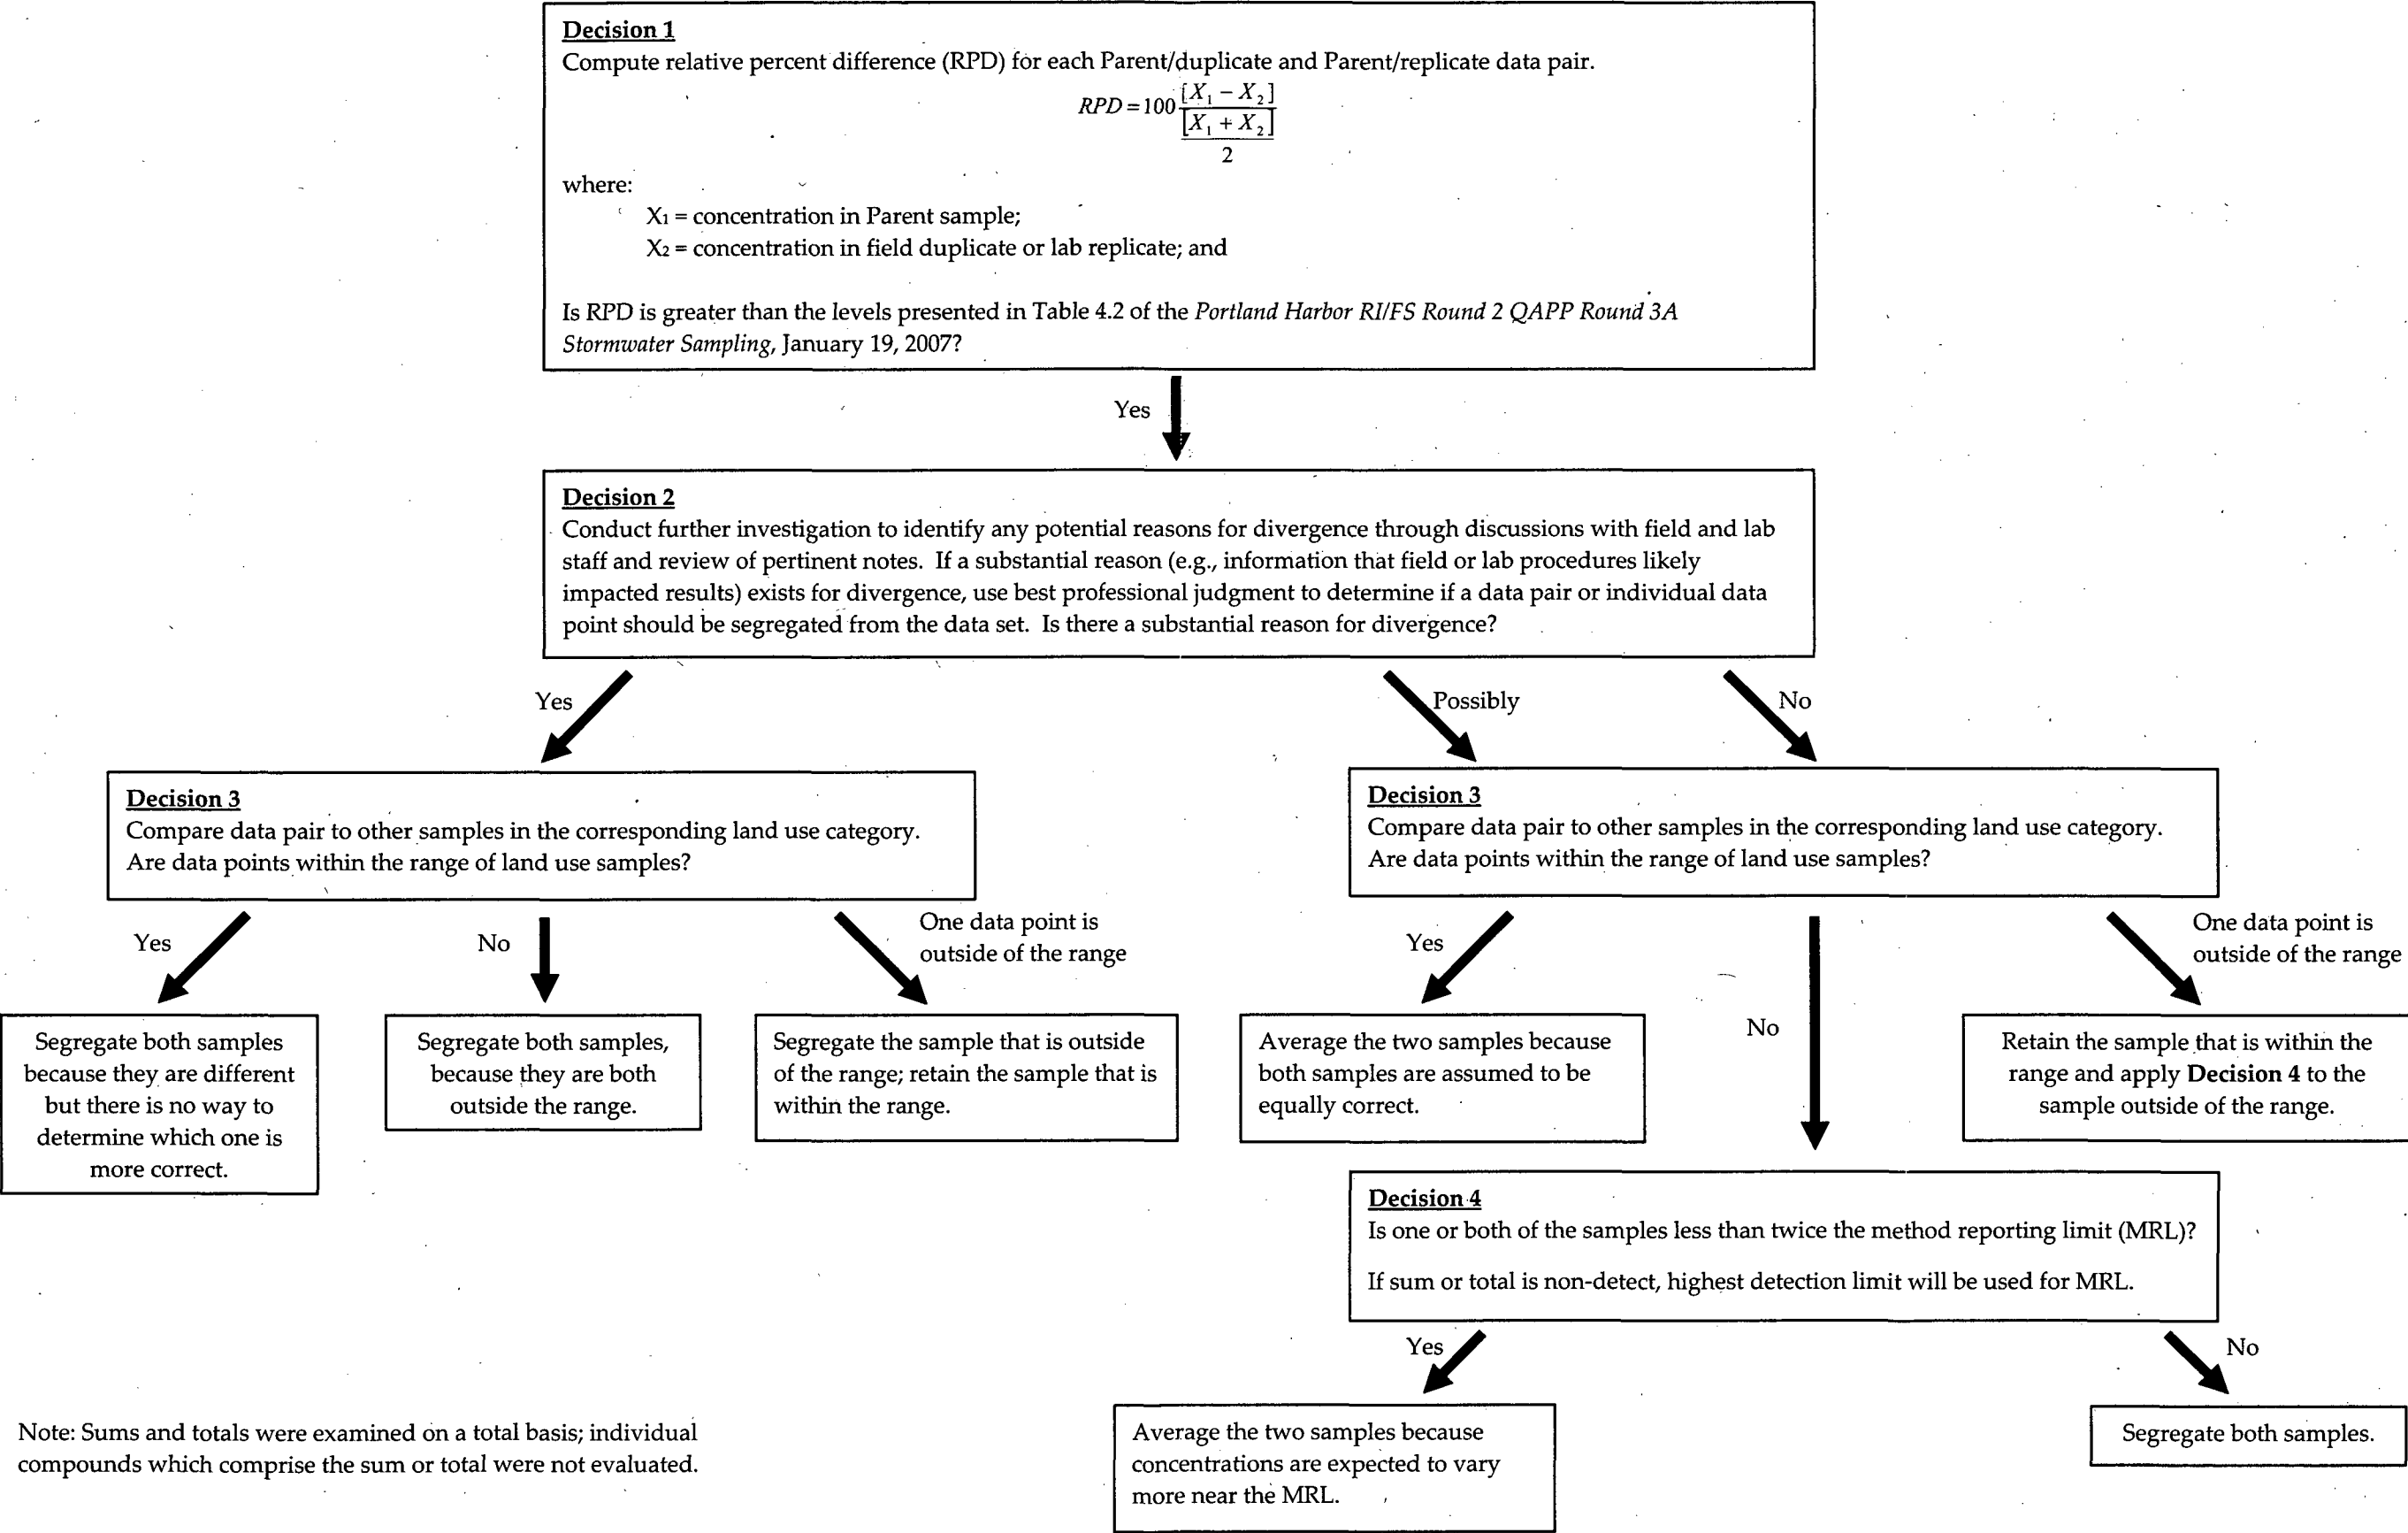 Decision 1
Compute relative percent difference (RPD) for each Parent/duplicate and Parent/replicate data pair.
RPD = 100 [X1 − X2]
[X1 + X2]
2
where:
X1 = concentration in Parent sample;
X2 = concentration in field duplicate or lab replicate; and
Is RPD is greater than the levels presented in Table 4.2 of the Portland Harbor RI/FS Round 2 QAPP Round 3A
Stormwater Sampling, January 19, 2007?
Yes
Decision 2
Conduct further investigation to identify any potential reasons for divergence through discussions with field and lab
staff and review of pertinent notes. If a substantial reason (e.g., information that field or lab procedures likely
impacted results) exists for divergence, use best professional judgment to determine if a data pair or individual data
point should be segregated from the data set. Is there a substantial reason for divergence?
Yes
Possibly
No
Decision 3
Compare data pair to other samples in the corresponding land use category.
Are data points within the range of land use samples?
Yes
No
One data point is
outside of the range
Segregate both samples
because they are different
but there is no way to
determine which one is
more correct.
Segregate both samples,
because they are both
outside the range.
Segregate the sample that is outside
of the range; retain the sample that is
within the range.
Decision 3
Compare data pair to other samples in the corresponding land use category.
Are data points within the range of land use samples?
Yes
No
One data point is
outside of the range
Average the two samples because
both samples are assumed to be
equally correct.
Retain the sample that is within the
range and apply Decision 4 to the
sample outside of the range.
Decision 4
Is one or both of the samples less than twice the method reporting limit (MRL)?
If sum or total is non-detect, highest detection limit will be used for MRL.
Yes
No
Average the two samples because
concentrations are expected to vary
more near the MRL.
Segregate both samples.
Note: Sums and totals were examined on a total basis; individual
compounds which comprise the sum or total were not evaluated.